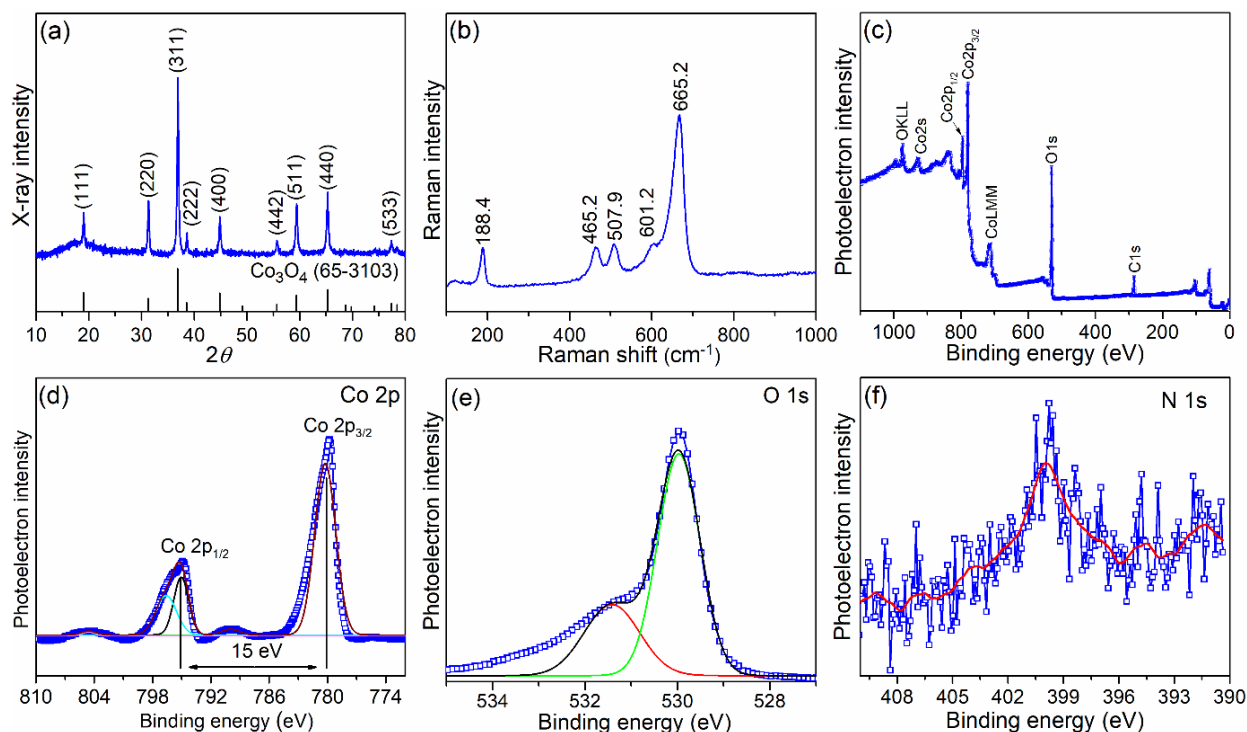 (a)
X-ray intensity
(111)
(220)
(311)
(222)
(400)
(442)
(511)
(440)
(533)
Co₃O₄ (65-3103)
10 20 30 40 50 60 70 80
2θ
(b)
Raman intensity
188.4
465.2
507.9
601.2
665.2
200 400 600 800 1000
Raman shift (cm⁻¹)
(c)
Photoelectron intensity
OKLL
Co2s
Co2p₁/₂
Co2p₃/₂
CoLMM
O1s
C1s
1000 800 600 400 200 0
Binding energy (eV)
(d)
Co 2p
Photoelectron intensity
Co 2p₁/₂
Co 2p₃/₂
15 eV
810 804 798 792 786 780 774
Binding energy (eV)
(e)
O 1s
Photoelectron intensity
534 532 530 528
Binding energy (eV)
(f)
N 1s
Photoelectron intensity
408 405 402 399 396 393 390
Binding energy (eV)